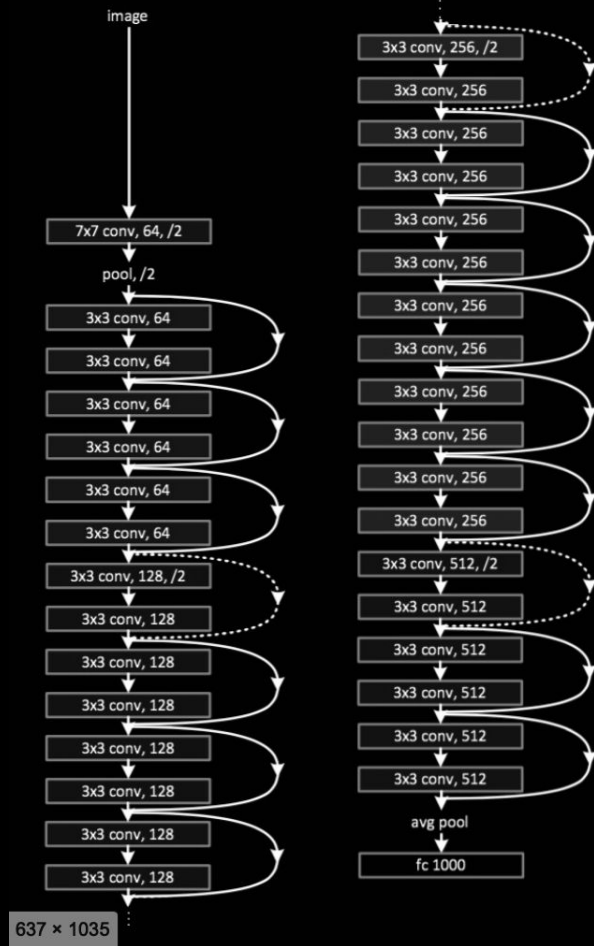 image
7x7 conv, 64, /2
pool, /2
3x3 conv, 64
3x3 conv, 64
3x3 conv, 64
3x3 conv, 64
3x3 conv, 64
3x3 conv, 64
3x3 conv, 128, /2
3x3 conv, 128
3x3 conv, 128
3x3 conv, 128
3x3 conv, 128
3x3 conv, 128
3x3 conv, 128
3x3 conv, 128
3x3 conv, 256, /2
3x3 conv, 256
3x3 conv, 256
3x3 conv, 256
3x3 conv, 256
3x3 conv, 256
3x3 conv, 256
3x3 conv, 256
3x3 conv, 256
3x3 conv, 256
3x3 conv, 256
3x3 conv, 256
3x3 conv, 512, /2
3x3 conv, 512
3x3 conv, 512
3x3 conv, 512
3x3 conv, 512
3x3 conv, 512
avg pool
fc 1000
637 × 1035